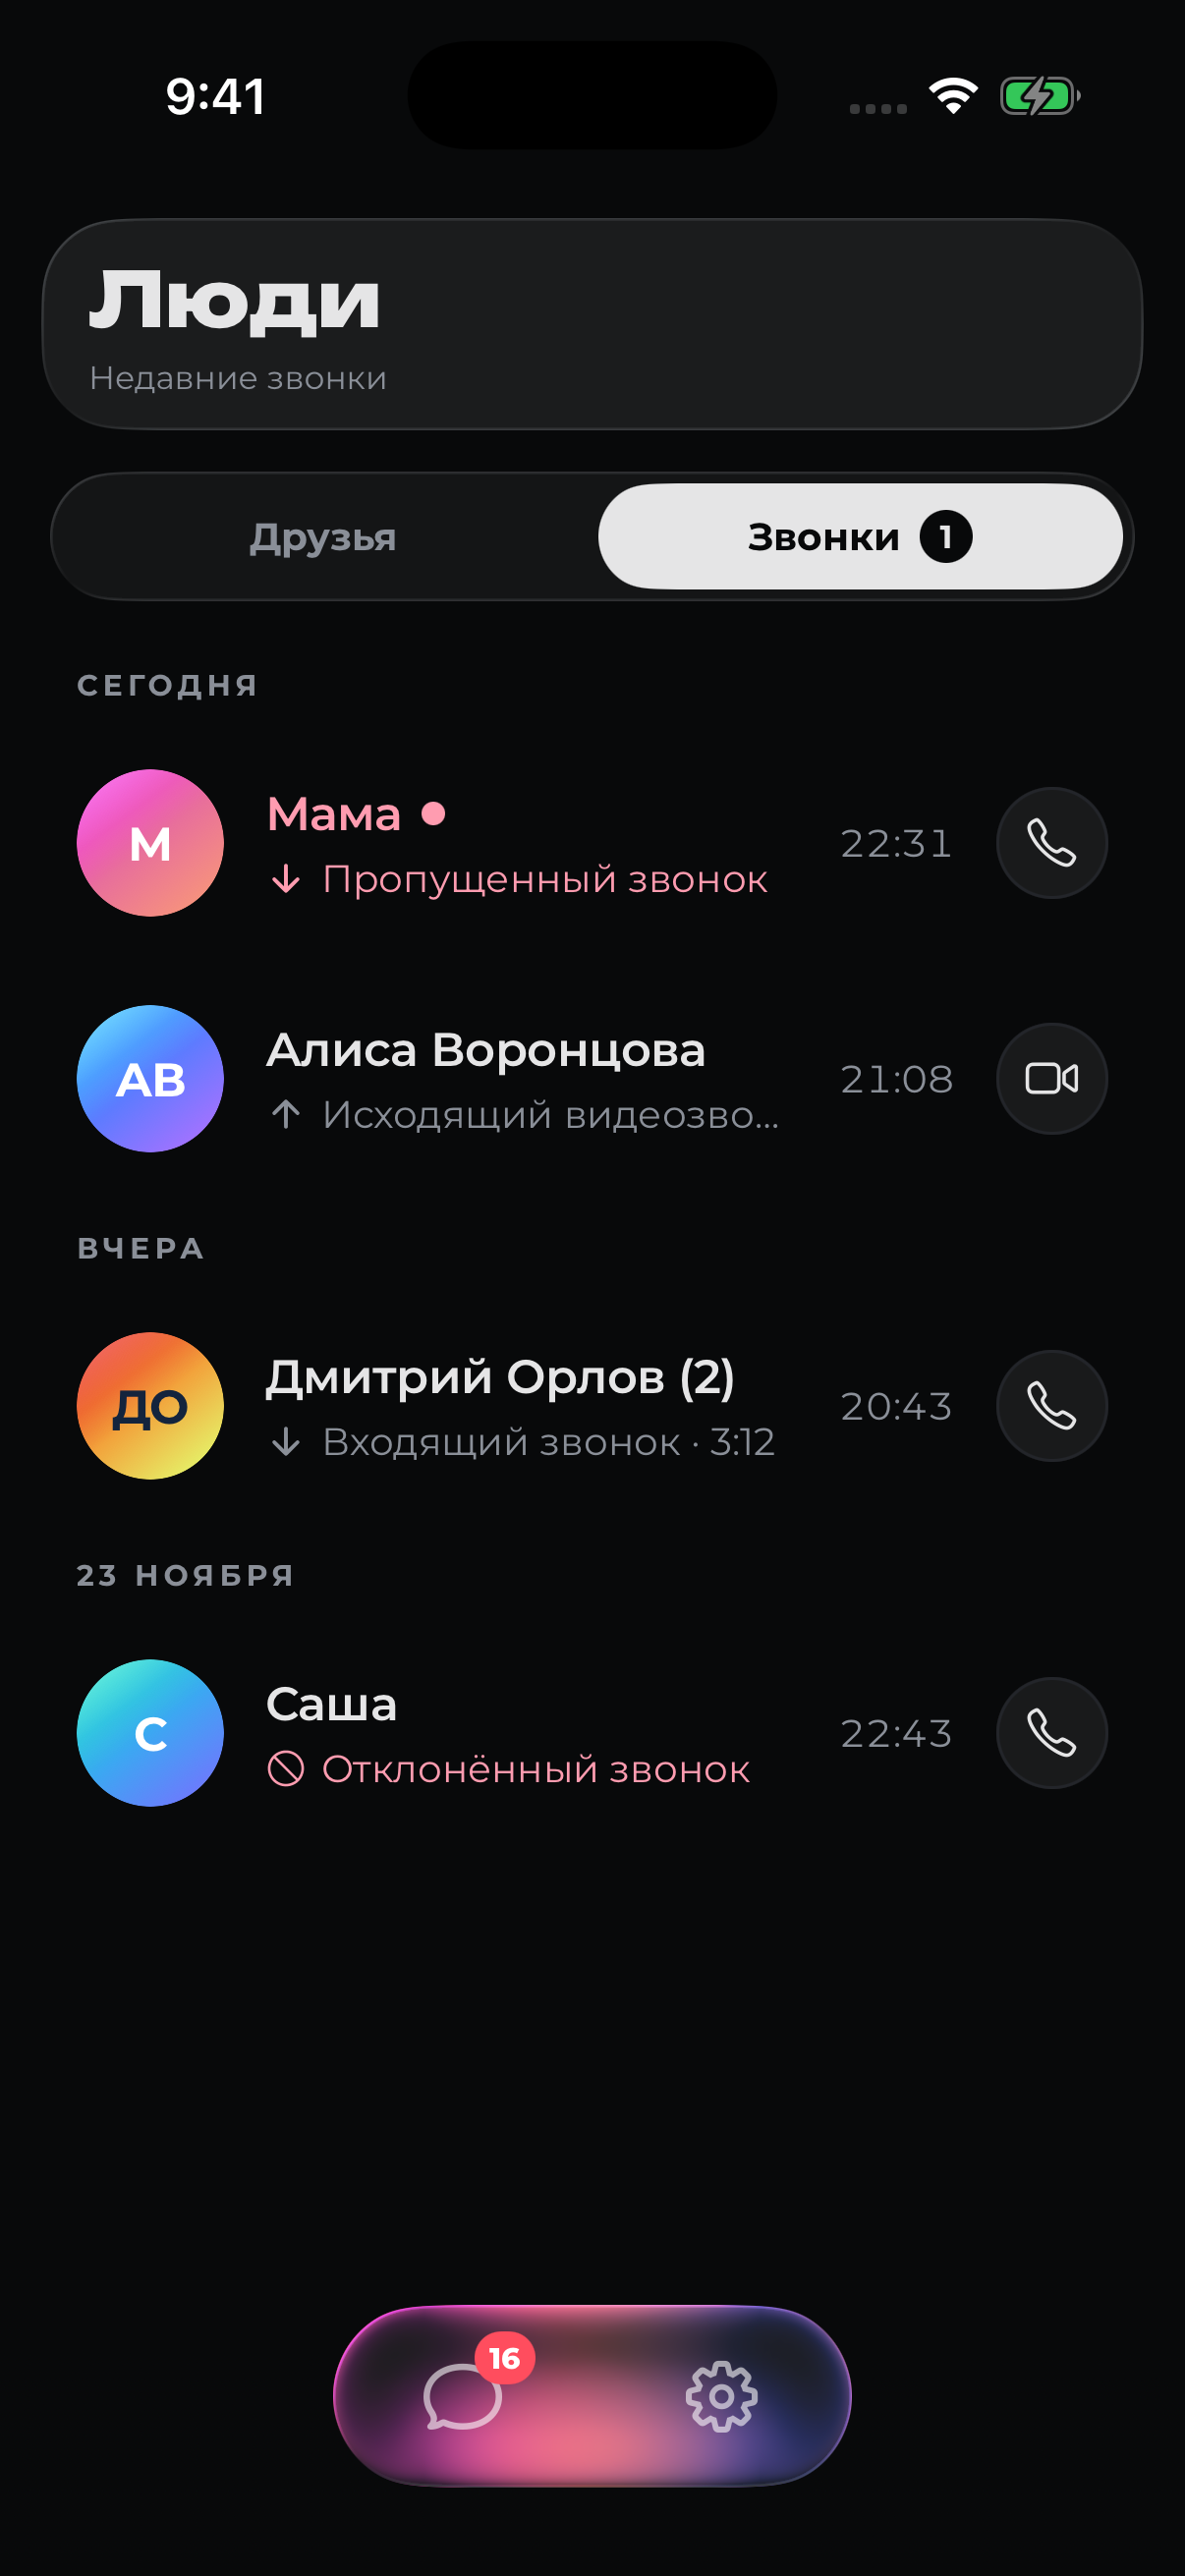 9:41
Люди
Недавние звонки
Друзья
Звонки 1
СЕГОДНЯ
М
Мама
Пропущенный звонок
22:31
АВ
Алиса Воронцова
Исходящий видеозво...
21:08
ВЧЕРА
ДО
Дмитрий Орлов (2)
Входящий звонок · 3:12
20:43
23 НОЯБРЯ
С
Саша
Отклонённый звонок
22:43
16